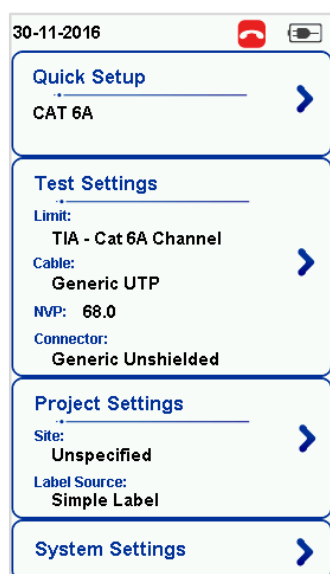 30-11-2016
Quick Setup
CAT 6A
Test Settings
Limit:
TIA - Cat 6A Channel
Cable:
Generic UTP
NVP: 68.0
Connector:
Generic Unshielded
Project Settings
Site:
Unspecified
Label Source:
Simple Label
System Settings